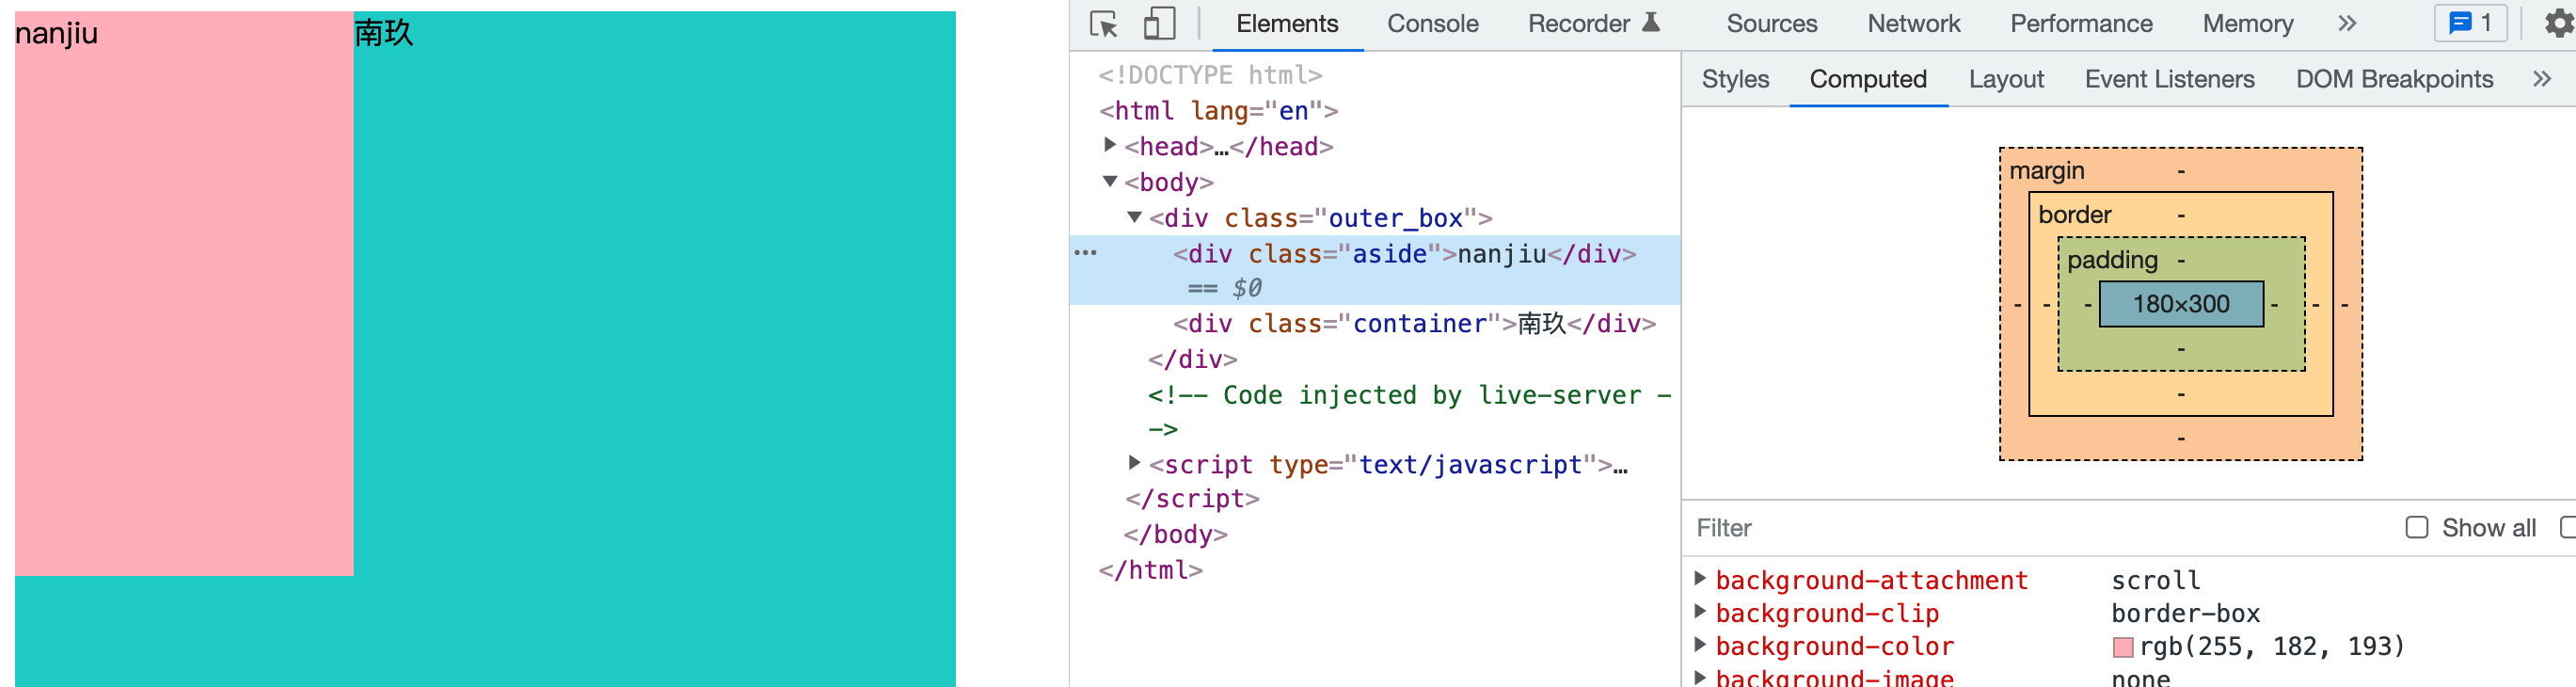 nanjiu
南玖
Elements Console Recorder Sources Network Performance Memory » 1
<!DOCTYPE html>
<html lang="en">
<head>…</head>
<body>
<div class="outer_box">
··· <div class="aside">nanjiu</div>
== $0
<div class="container">南玖</div>
</div>
<!-- Code injected by live-server -
->
<script type="text/javascript">…
</script>
</body>
</html>
Styles Computed Layout Event Listeners DOM Breakpoints »
margin -
border -
padding -
- - - 180×300 - - -
-
-
-
Filter Show all
background-attachment scroll
background-clip border-box
background-color rgb(255, 182, 193)
background-image none